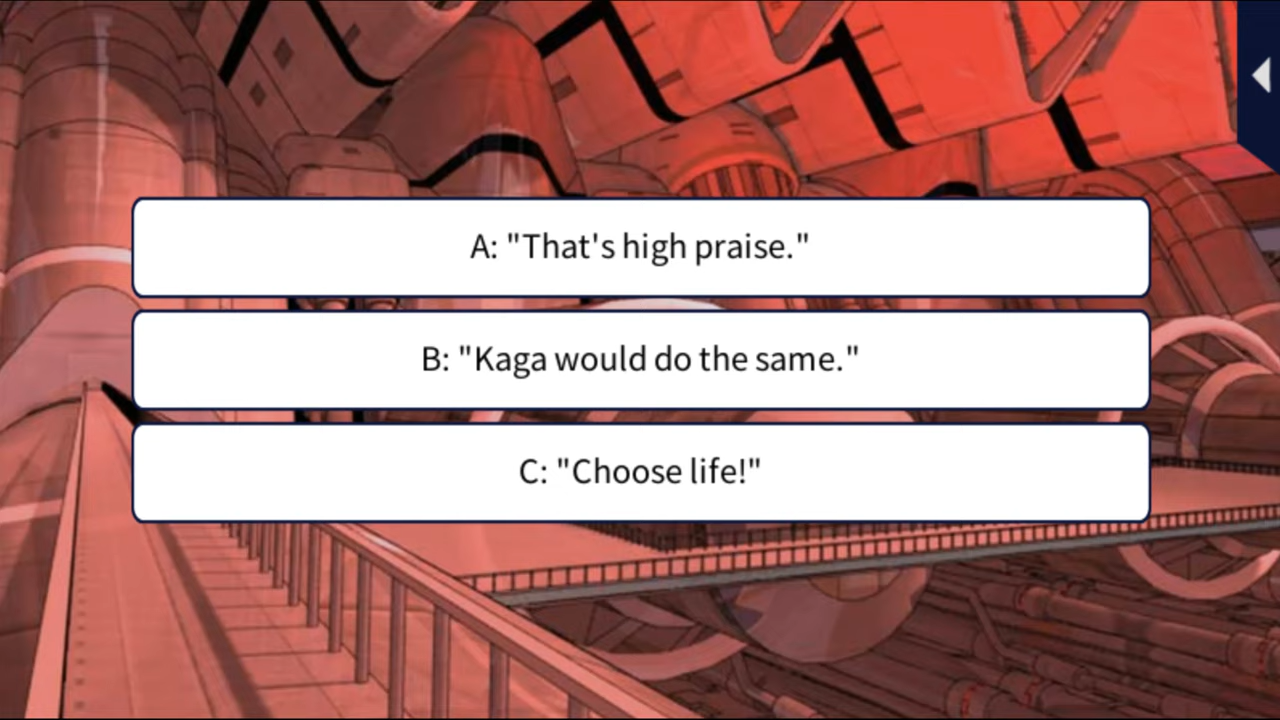 A: "That's high praise."
B: "Kaga would do the same."
C: "Choose life!"